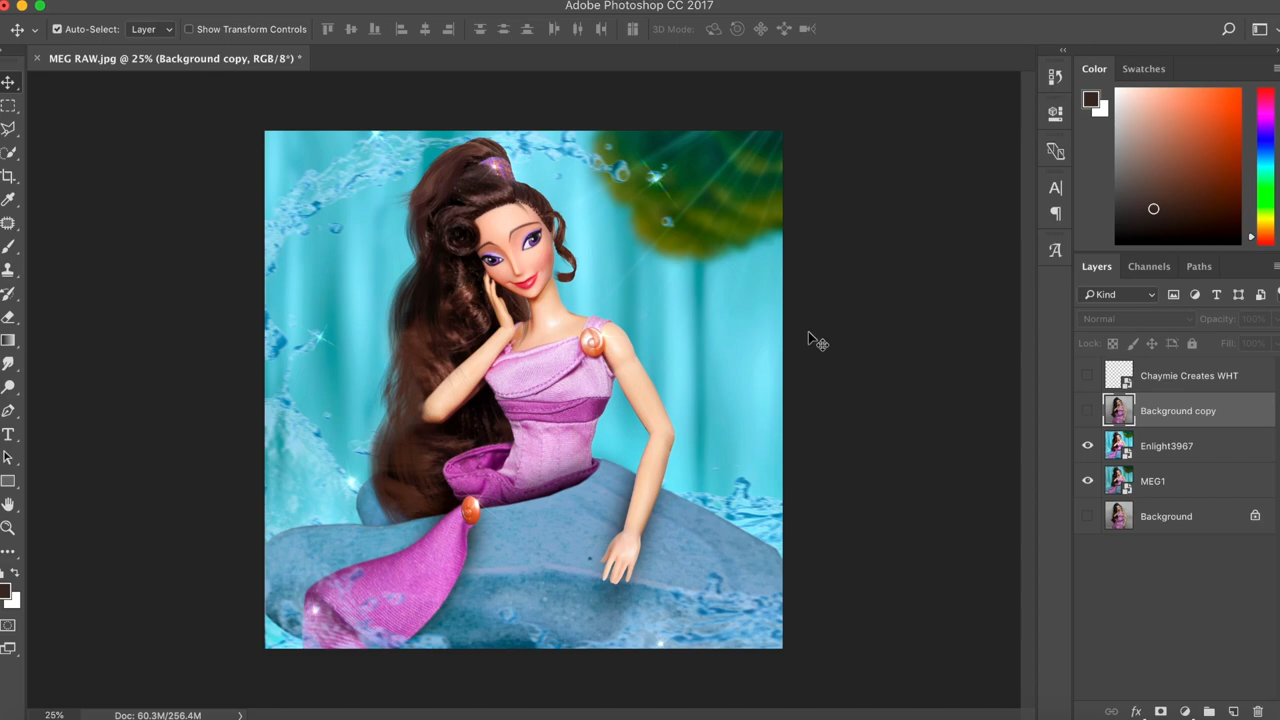 Adobe Photoshop CC 2017
Auto-Select: Layer Show Transform Controls 3D Mode:
MEG RAW.jpg @ 25% (Background copy, RGB/8*) *
Color Swatches
Layers Channels Paths
Kind
Normal Opacity: 100%
Lock: Fill: 100%
Chaymie Creates WHT
Background copy
Enlight3967
MEG1
Background
25% Doc: 60.3M/256.4M